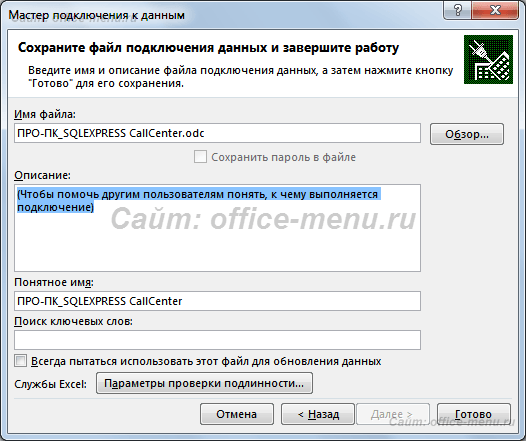 Мастер подключения к данным
Сохраните файл подключения данных и завершите работу
Введите имя и описание файла подключения данных, а затем нажмите кнопку
"Готово" для его сохранения.
Имя файла:
ПРО-ПК_SQLEXPRESS CallCenter.odc
Обзор...
Сохранить пароль в файле
Описание:
(Чтобы помочь другим пользователям понять, к чему выполняется
подключение)
Сайт: office-menu.ru
Понятное имя:
ПРО-ПК_SQLEXPRESS CallCenter
Поиск ключевых слов:
Всегда пытаться использовать этот файл для обновления данных
Службы Excel:
Параметры проверки подлинности...
Отмена
< Назад
Далее >
Готово
Сайт: office-menu.ru